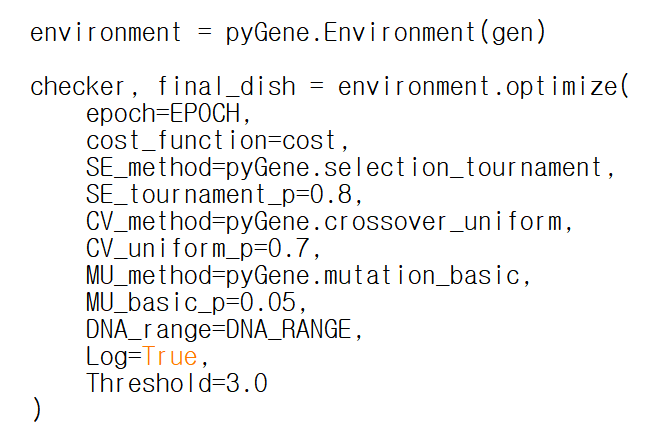 environment = pyGene.Environment(gen)
checker, final_dish = environment.optimize(
    epoch=EPOCH,
    cost_function=cost,
    SE_method=pyGene.selection_tournament,
    SE_tournament_p=0.8,
    CV_method=pyGene.crossover_uniform,
    CV_uniform_p=0.7,
    MU_method=pyGene.mutation_basic,
    MU_basic_p=0.05,
    DNA_range=DNA_RANGE,
    Log=True,
    Threshold=3.0
)